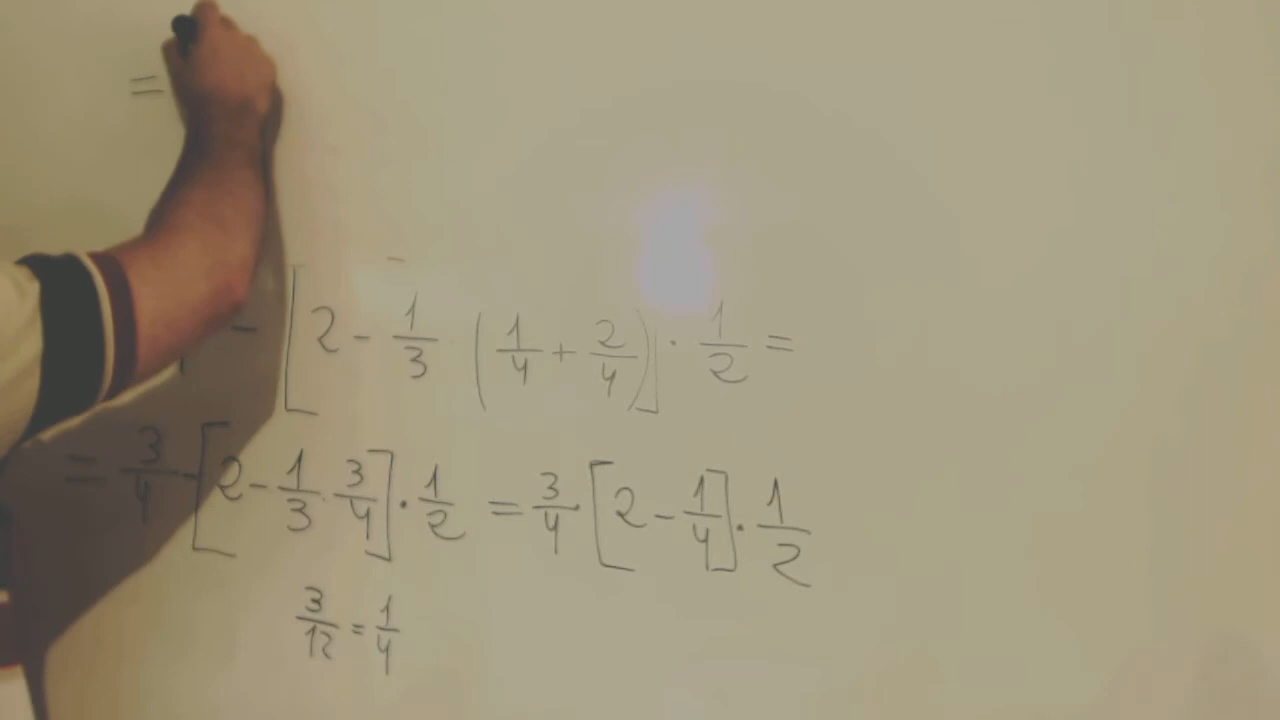 =
- [2 - 1/3 (1/4 + 2/4)] · 1/2 =
= 3/4 - [2 - 1/3 · 3/4] · 1/2 = 3/4 · [2 - 1/4] · 1/2
3/12 = 1/4